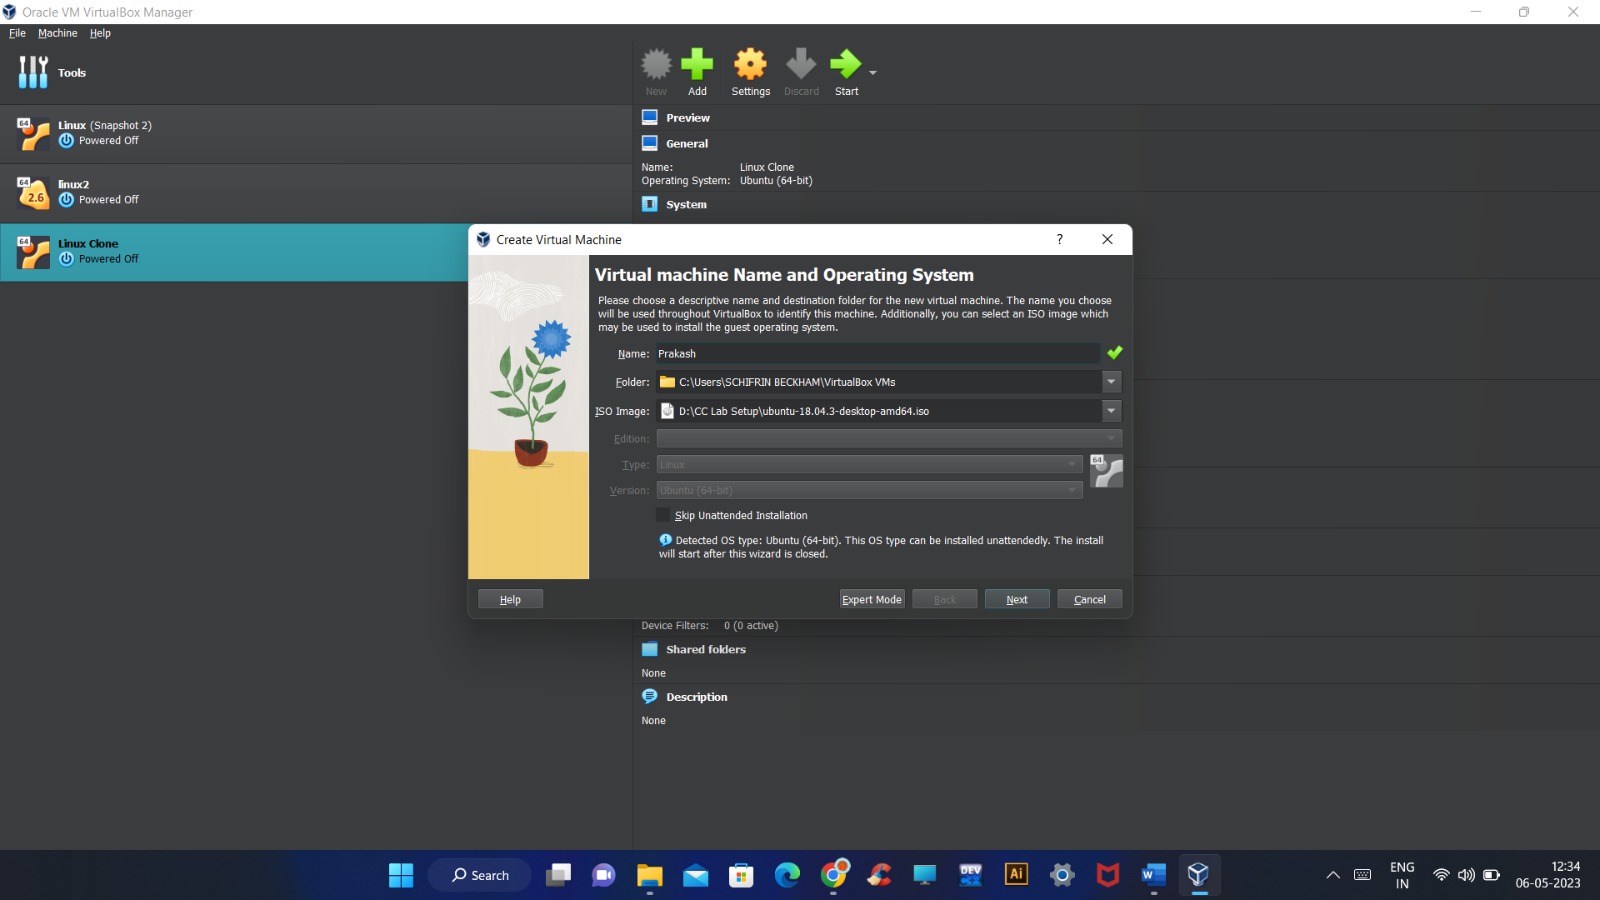 Oracle VM VirtualBox Manager
File Machine Help
Tools
New Add Settings Discard Start
64 Linux (Snapshot 2)
Powered Off
64 2.6 linux2
Powered Off
64 Linux Clone
Powered Off
Preview
General
Name: Linux Clone
Operating System: Ubuntu (64-bit)
System
Create Virtual Machine ?
Virtual machine Name and Operating System
Please choose a descriptive name and destination folder for the new virtual machine. The name you choose
will be used throughout VirtualBox to identify this machine. Additionally, you can select an ISO image which
may be used to install the guest operating system.
Name: Prakash
Folder: C:\Users\SCHIFRIN BECKHAM\VirtualBox VMs
ISO Image: D:\CC Lab Setup\ubuntu-18.04.3-desktop-amd64.iso
Edition:
Type: Linux 64
Version: Ubuntu (64-bit)
Skip Unattended Installation
Detected OS type: Ubuntu (64-bit). This OS type can be installed unattendedly. The install
will start after this wizard is closed.
Help Expert Mode Back Next Cancel
Device Filters: 0 (0 active)
Shared folders
None
Description
None
Search DEV Ai W ENG
IN 12:34
06-05-2023